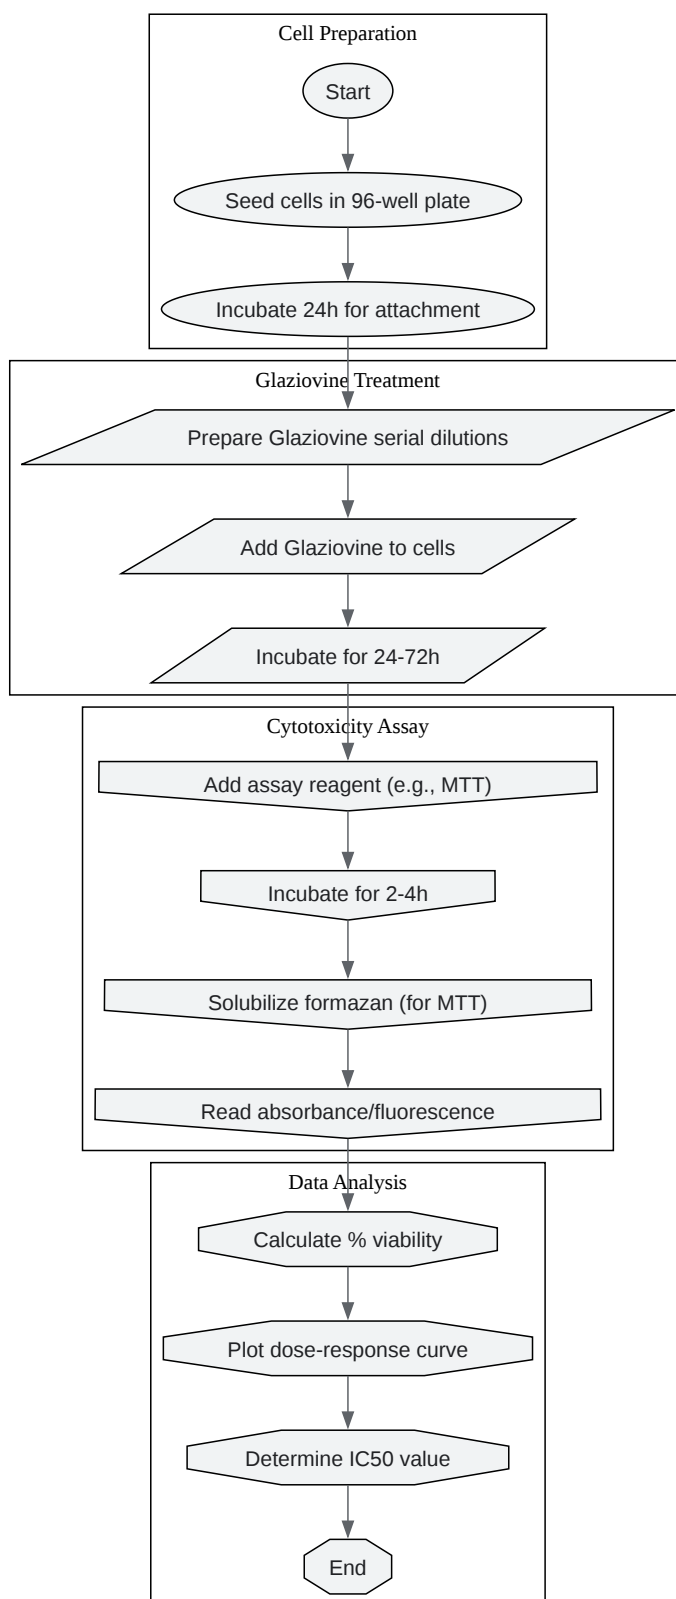 Cell Preparation
Start
Seed cells in 96-well plate
Incubate 24h for attachment
Glaziovine Treatment
Prepare Glaziovine serial dilutions
Add Glaziovine to cells
Incubate for 24-72h
Cytotoxicity Assay
Add assay reagent (e.g., MTT)
Incubate for 2-4h
Solubilize formazan (for MTT)
Read absorbance/fluorescence
Data Analysis
Calculate % viability
Plot dose-response curve
Determine IC50 value
End